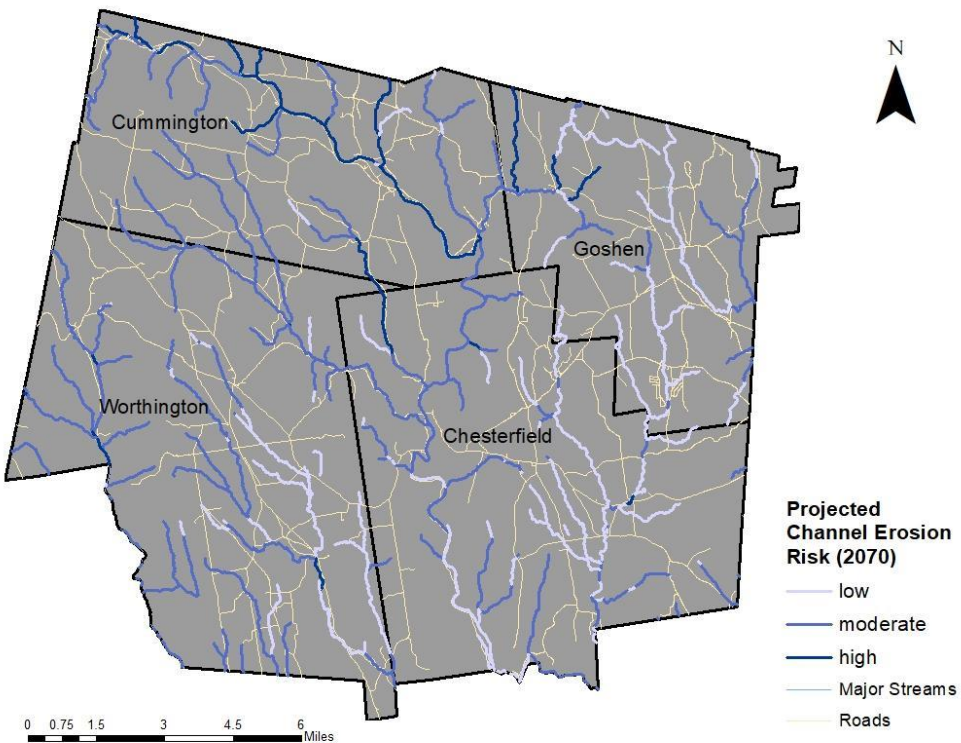 N
Cummington
Goshen
Worthington
Chesterfield
Projected
Channel Erosion
Risk (2070)
low
moderate
high
Major Streams
Roads
0 0.75 1.5 3 4.5 6
Miles